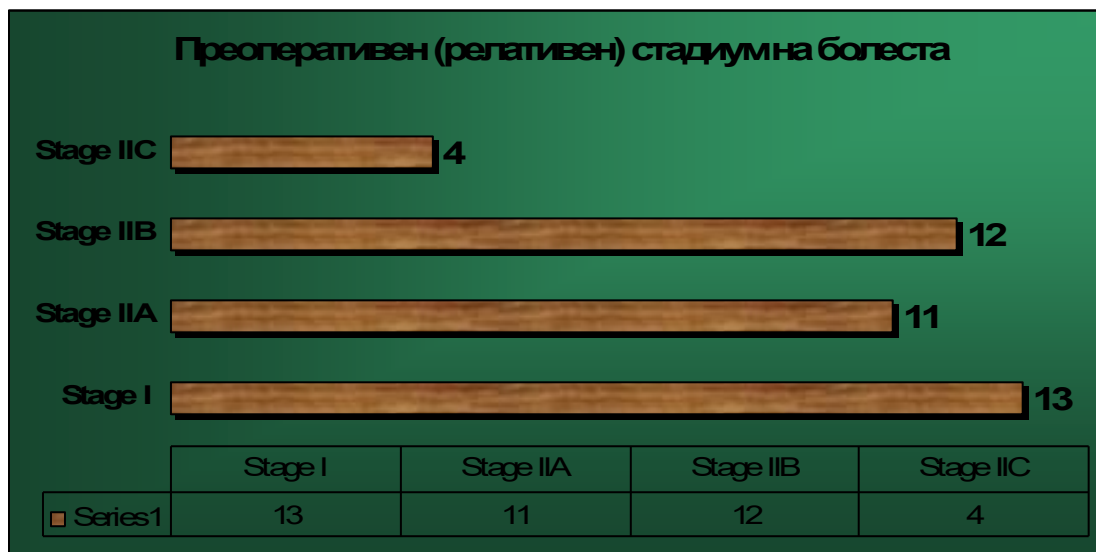 Преоперативен (релативен) стадиум на болеста
Stage IIC 4
Stage IIB 12
Stage IIA 11
Stage I 13
Stage I Stage IIA Stage IIB Stage IIC
Series1 13 11 12 4